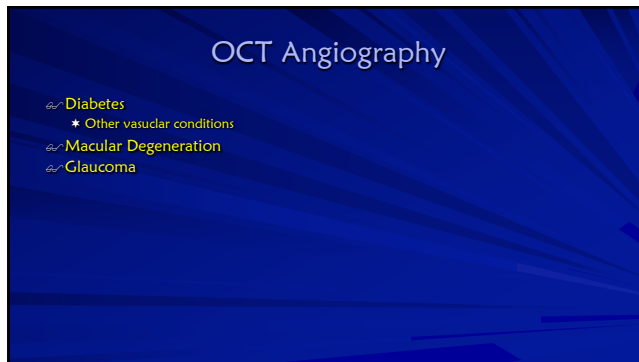 OCT Angiography
Diabetes
Other vasuclar conditions
Macular Degeneration
Glaucoma